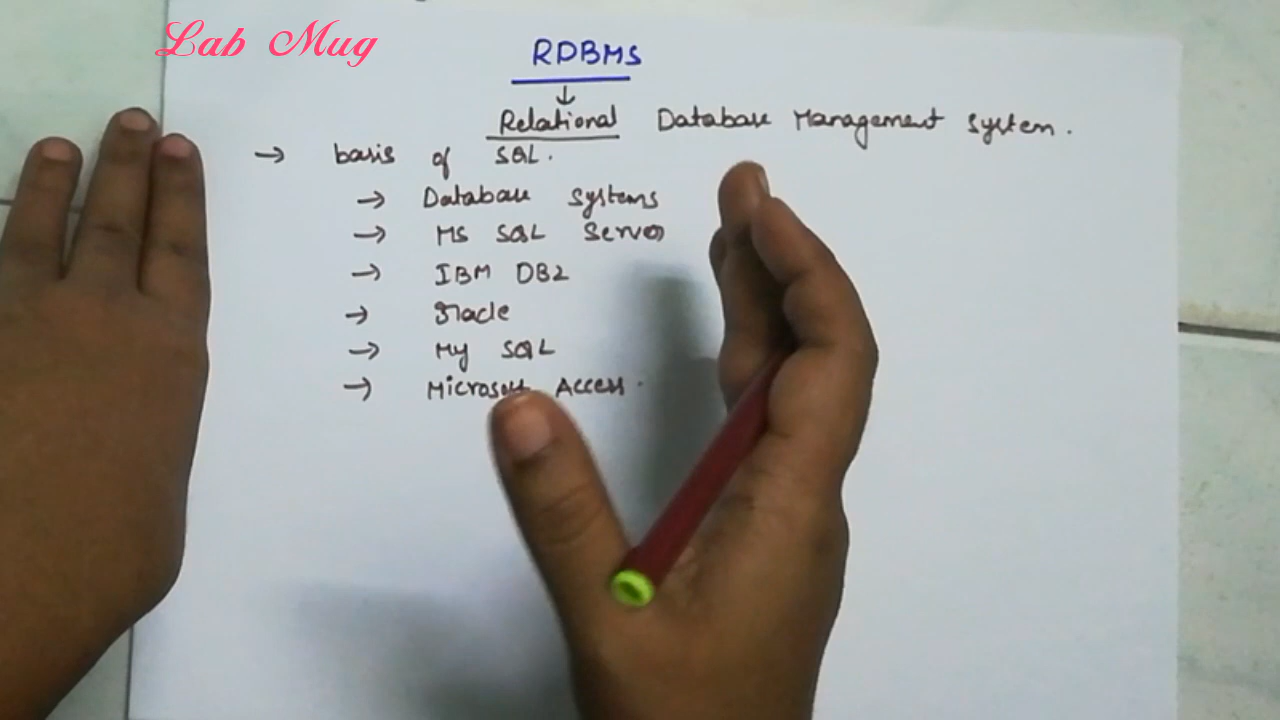 Lab Mug
RDBMS
↓
Relational Database Management System.
→ basis of SQL.
→ Database Systems
→ MS SQL Server
→ IBM DB2
→ Oracle
→ My SQL
→ Microsoft Access.